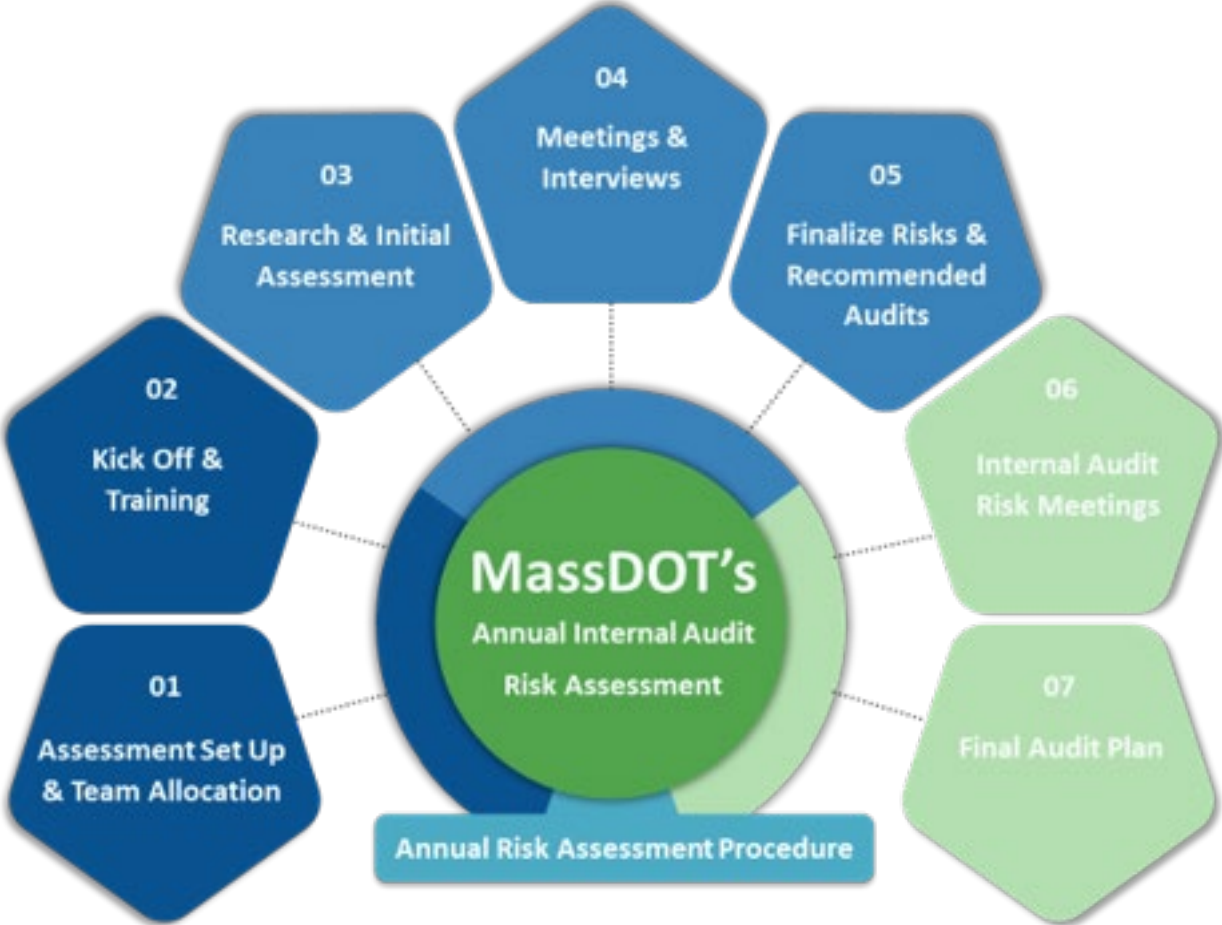 01
Assessment Set Up
& Team Allocation
02
Kick Off &
Training
03
Research & Initial
Assessment
04
Meetings &
Interviews
05
Finalize Risks &
Recommended
Audits
06
Internal Audit
Risk Meetings
07
Final Audit Plan
MassDOT’s
Annual Internal Audit
Risk Assessment
Annual Risk Assessment Procedure